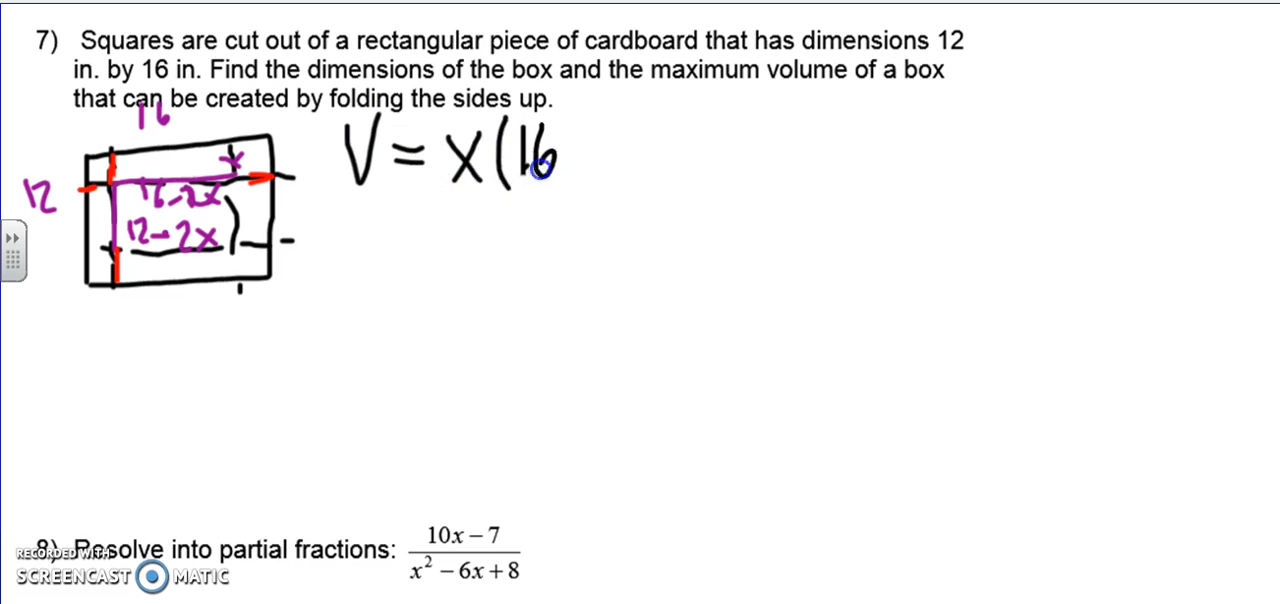 7) Squares are cut out of a rectangular piece of cardboard that has dimensions 12
in. by 16 in. Find the dimensions of the box and the maximum volume of a box
that can be created by folding the sides up.
16
V = x(16
x
12
16-2x
12-2x
8) Resolve into partial fractions: \frac{10x-7}{x^2-6x+8}
RECORDED WITH
SCREENCAST MATIC